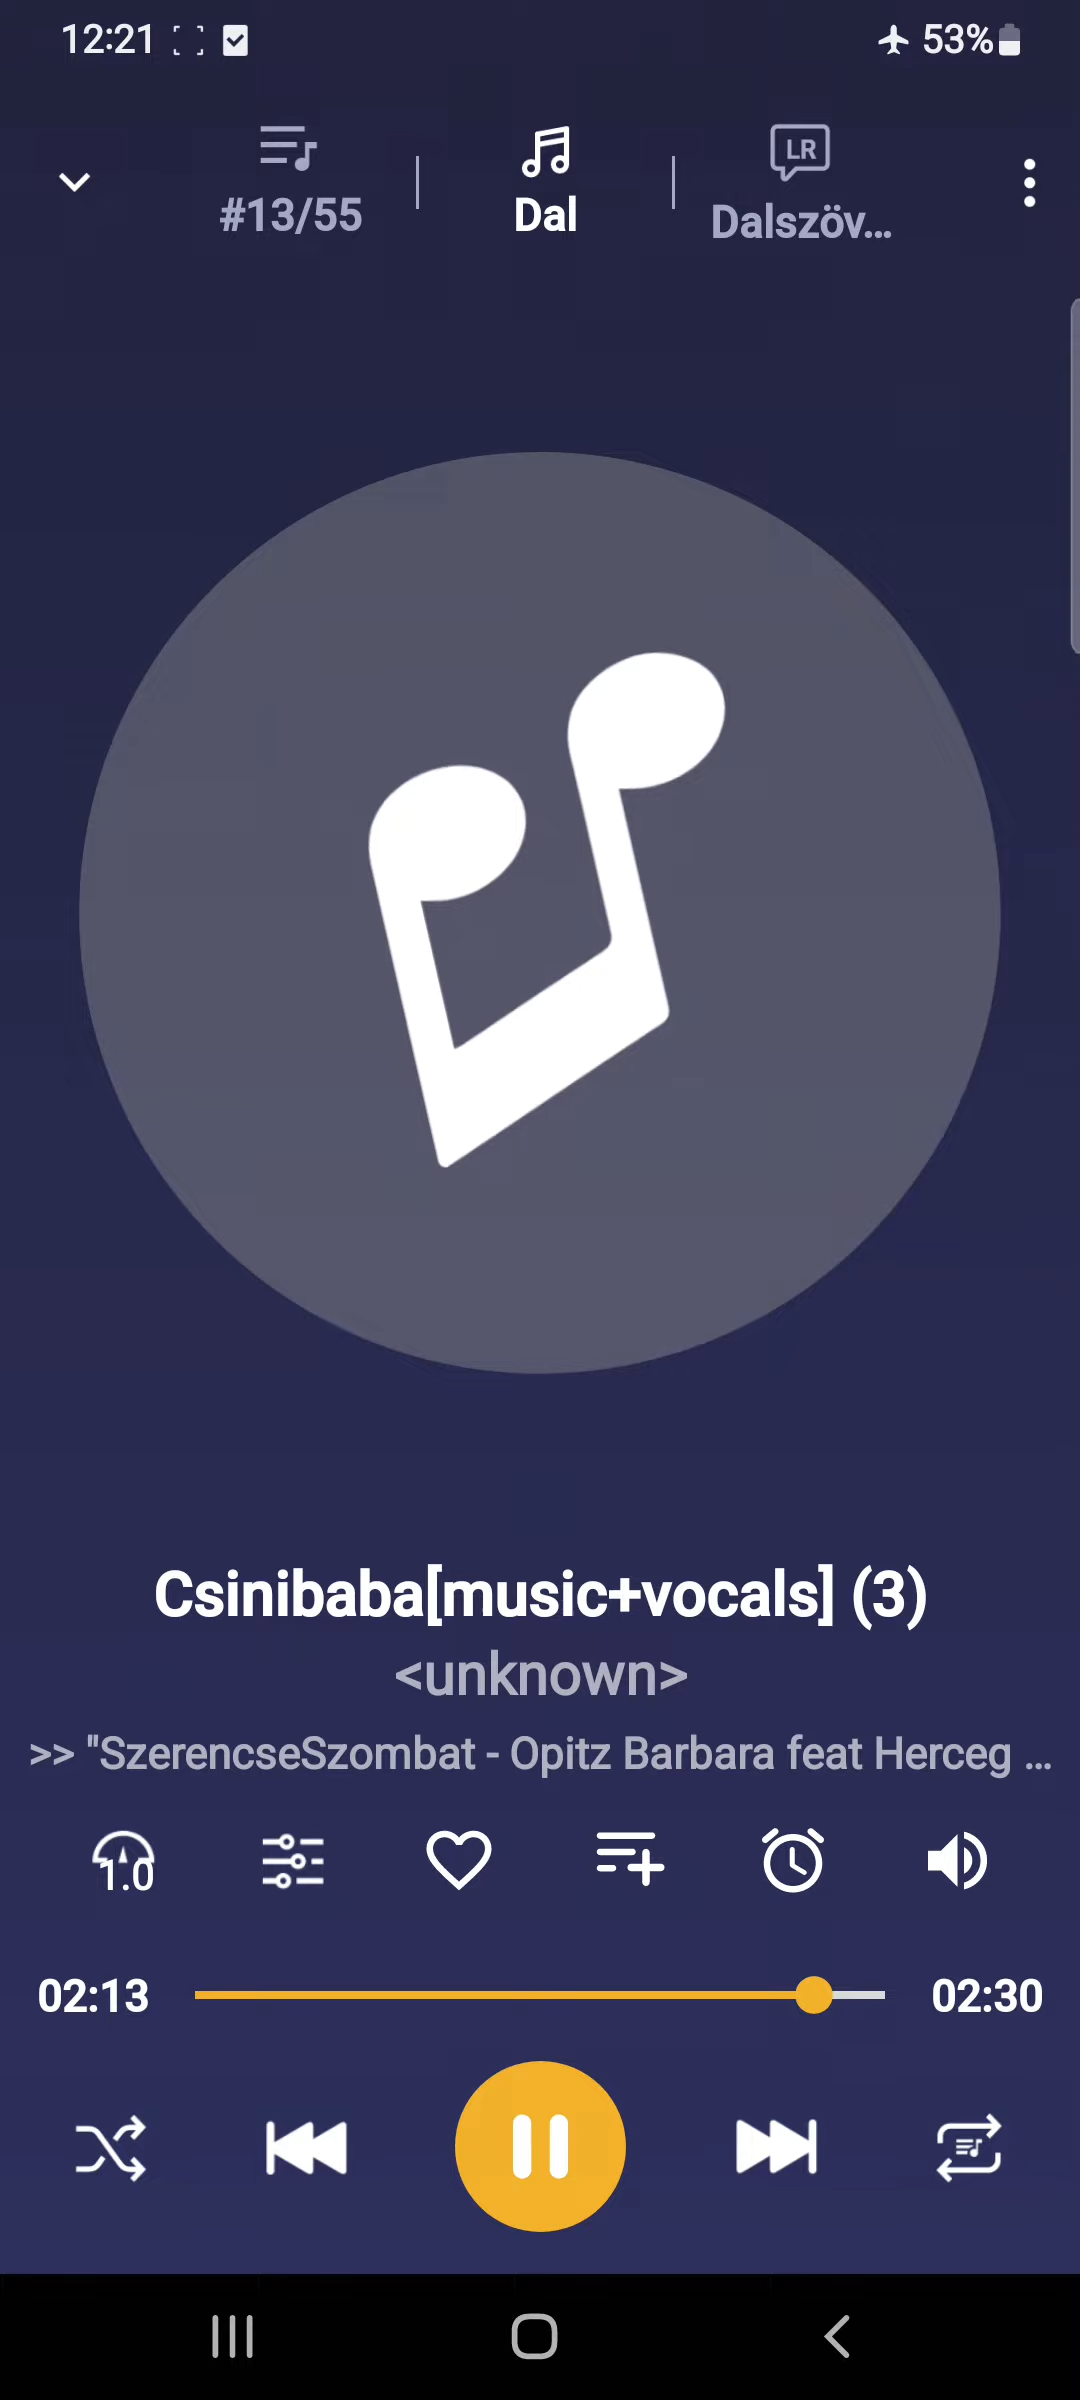 12:21 53%
#13/55 Dal LR Dalszöv...
Csinibaba[music+vocals] (3)
<unknown>
>> "SzerencseSzombat - Opitz Barbara feat Herceg ...
1.0
02:13 02:30